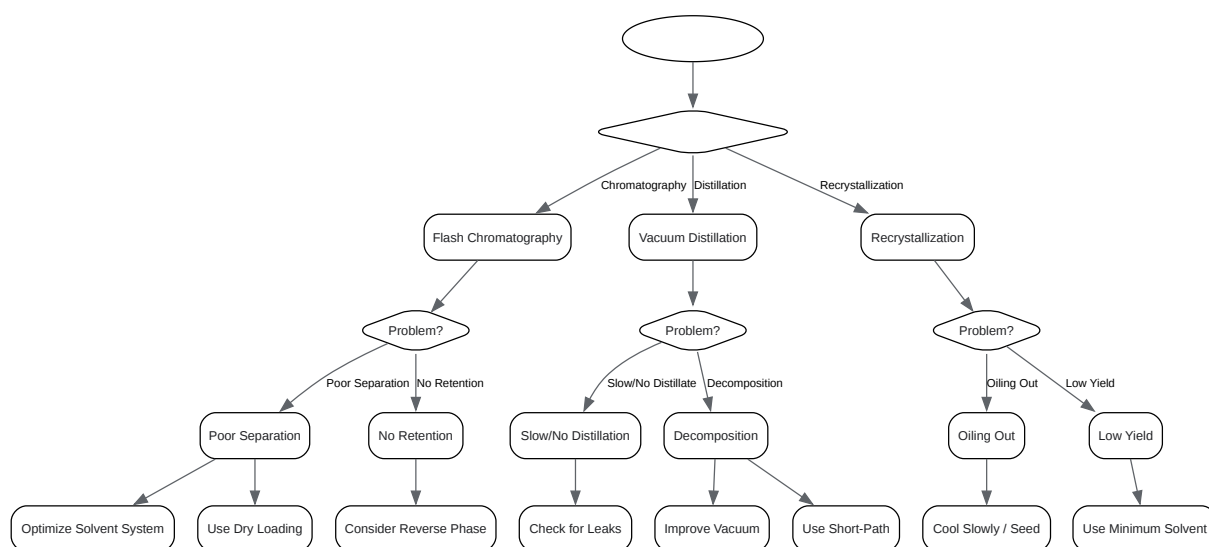 Chromatography
Distillation
Recrystallization
Flash Chromatography
Vacuum Distillation
Recrystallization
Problem?
Problem?
Problem?
Poor Separation
No Retention
Slow/No Distillate
Decomposition
Oiling Out
Low Yield
Poor Separation
No Retention
Slow/No Distillation
Decomposition
Oiling Out
Low Yield
Optimize Solvent System
Use Dry Loading
Consider Reverse Phase
Check for Leaks
Improve Vacuum
Use Short-Path
Cool Slowly / Seed
Use Minimum Solvent